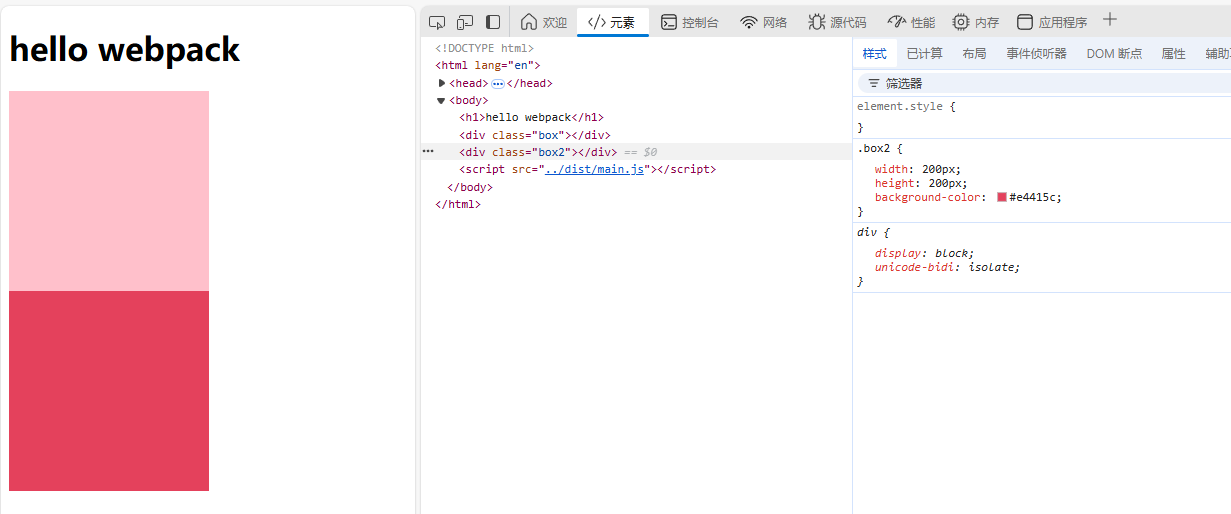 hello webpack
欢迎 </> 元素 控制台 网络 源代码 性能 内存 应用程序 +
<!DOCTYPE html>
<html lang="en">
<head>…</head>
<body>
<h1>hello webpack</h1>
<div class="box"></div>
<div class="box2"></div> == $0
<script src="../dist/main.js"></script>
</body>
</html>
样式 已计算 布局 事件侦听器 DOM 断点 属性 辅助
筛选器
element.style {
}
.box2 {
width: 200px;
height: 200px;
background-color: #e4415c;
}
div {
display: block;
unicode-bidi: isolate;
}